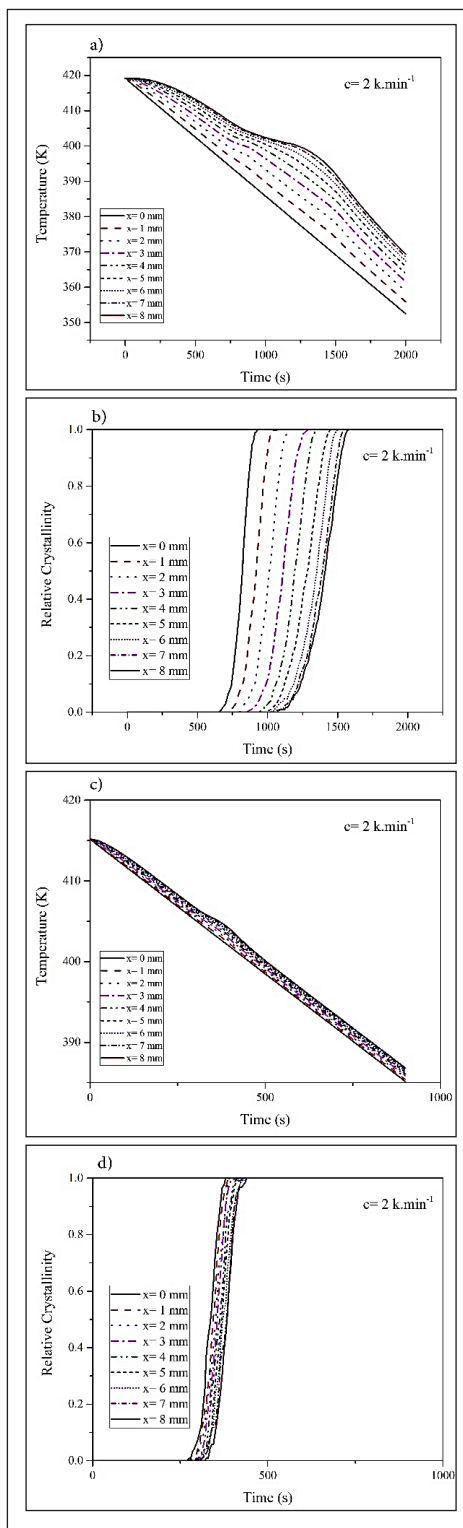 a)
c= 2 k.min-1
420
410
400
390
380
370
360
350
Temperature (K)
x= 0 mm
x= 1 mm
x= 2 mm
x= 3 mm
x= 4 mm
x= 5 mm
x= 6 mm
x= 7 mm
x= 8 mm
0 500 1000 1250 1500 2000
Time (s)
b)
c= 2 k.min-1
1.0
0.8
0.6
0.4
0.2
0.0
Relative Crystallinity
x= 0 mm
x= 1 mm
x= 2 mm
x= 3 mm
x= 4 mm
x= 5 mm
x= 6 mm
x= 7 mm
x= 8 mm
0 500 1000 1500 2000
Time (s)
c)
c= 2 k.min-1
420
410
400
390
Temperature (K)
x= 0 mm
x= 1 mm
x= 2 mm
x= 3 mm
x= 4 mm
x= 5 mm
x= 6 mm
x= 7 mm
x= 8 mm
0 500 1000
Time (s)
d)
c= 2 k.min-1
1.0
0.8
0.6
0.4
0.2
0.0
Relative Crystallinity
x= 0 mm
x= 1 mm
x= 2 mm
x= 3 mm
x= 4 mm
x= 5 mm
x= 6 mm
x= 7 mm
x= 8 mm
0 500 1000
Time (s)